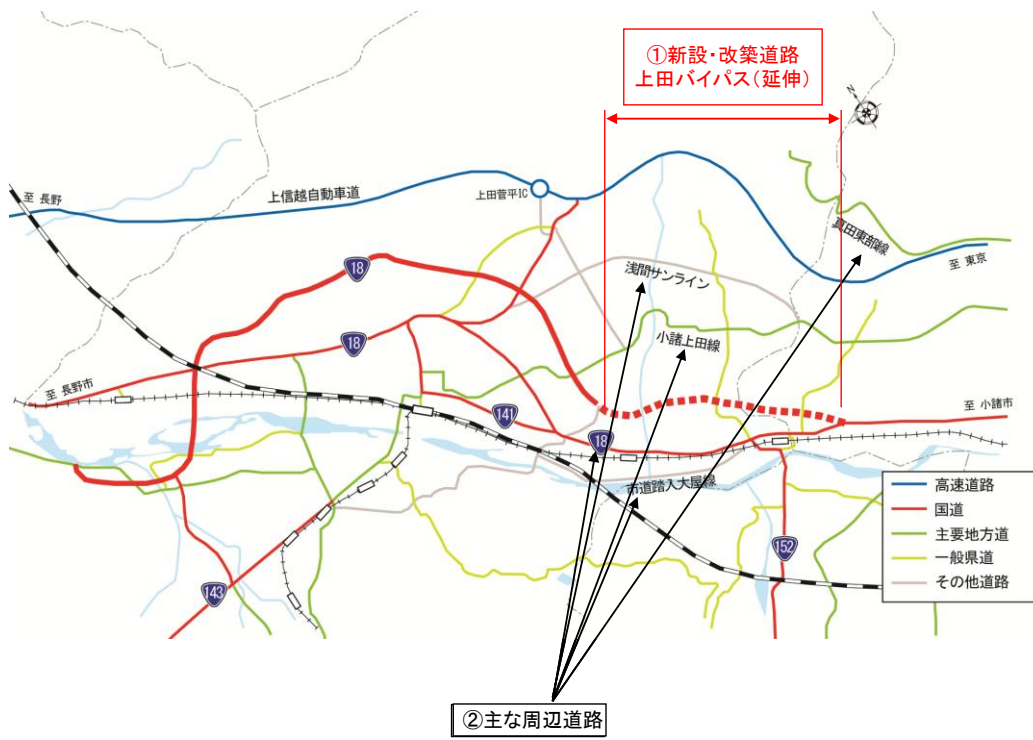 ①新設・改築道路
上田バイパス(延伸)
N
至 長野
上信越自動車道
上田菅平IC
真田東部線
至 東京
18
浅間サンライン
18
小諸上田線
至 長野市
141
至 小諸市
18
市道踏入大屋線
152
143
高速道路
国道
主要地方道
一般県道
その他道路
②主な周辺道路